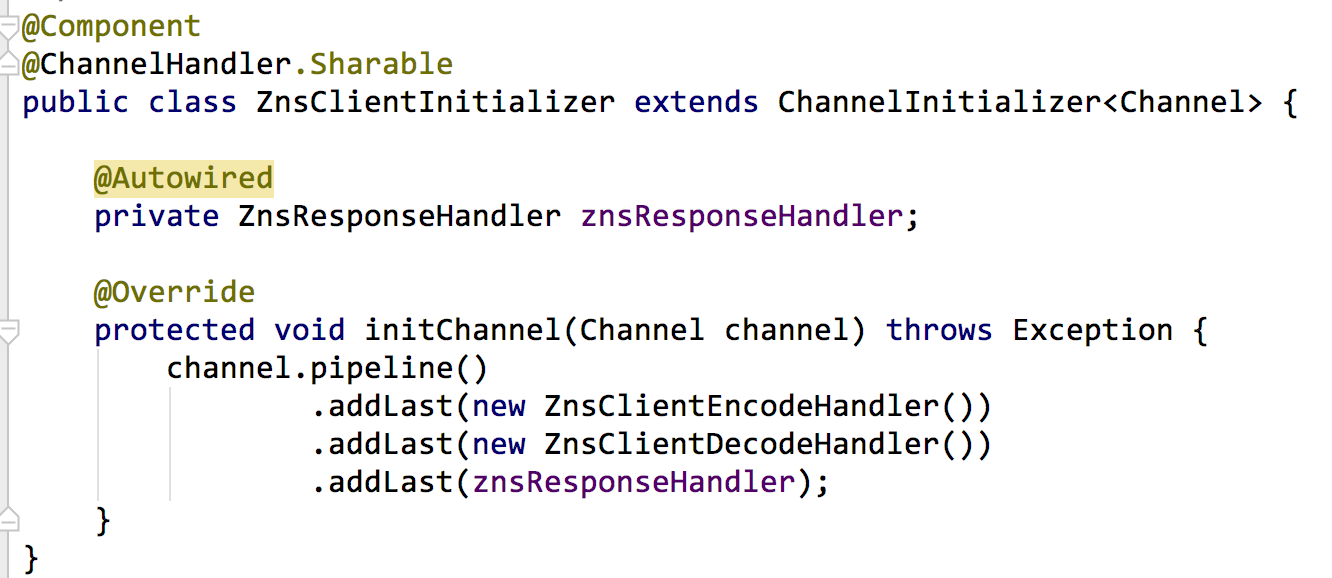 @Component
@ChannelHandler.Sharable
public class ZnsClientInitializer extends ChannelInitializer<Channel> {
@Autowired
private ZnsResponseHandler znsResponseHandler;
@Override
protected void initChannel(Channel channel) throws Exception {
channel.pipeline()
.addLast(new ZnsClientEncodeHandler())
.addLast(new ZnsClientDecodeHandler())
.addLast(znsResponseHandler);
}
}